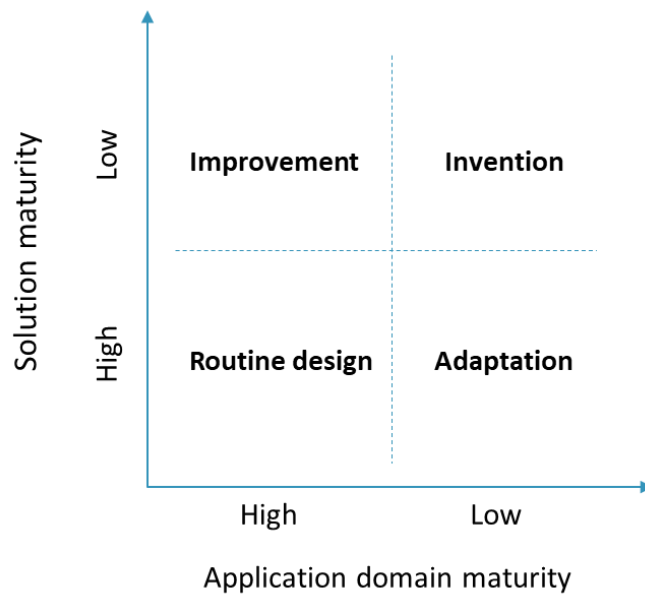 Solution maturity
Low
High
Improvement
Invention
Routine design
Adaptation
High
Low
Application domain maturity